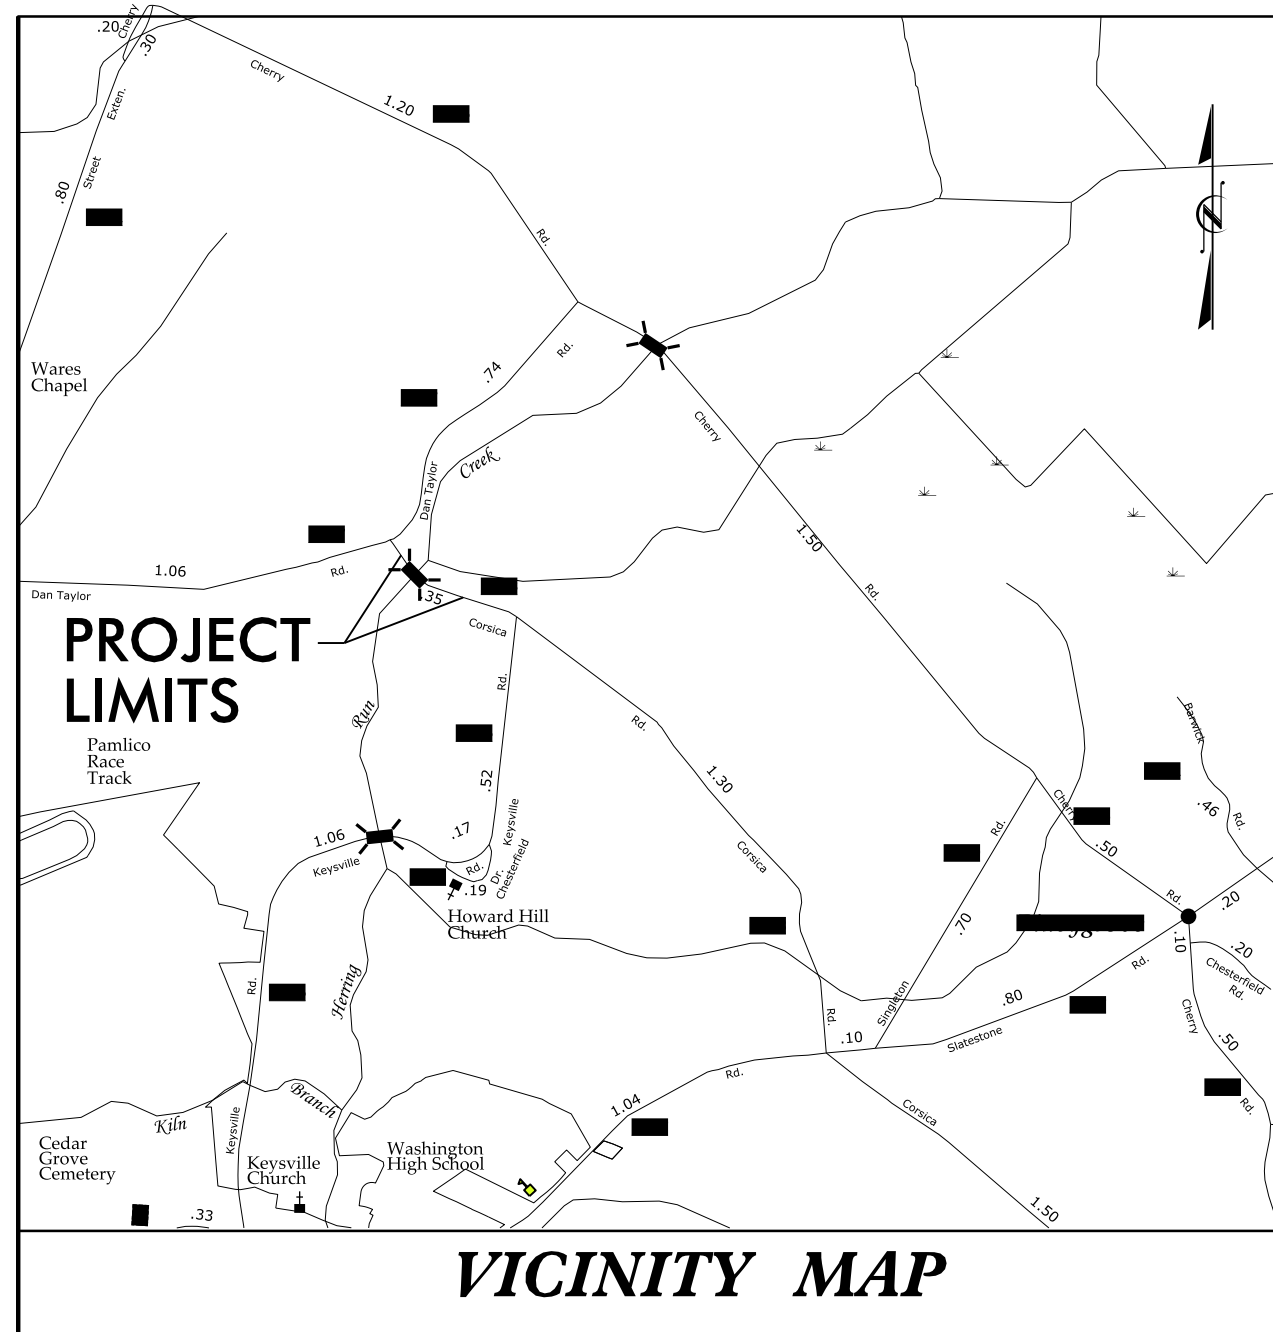 .20
Cherry
.30
Cherry
1.20
Exten.
Street
.80
Rd.
Rd.
.74
Wares
Chapel
Cherry
Creek
Dan Taylor
1.50
1.06
Rd.
Rd.
Dan Taylor
.35
Corsica
PROJECT
LIMITS
Rd.
Run
Rd.
Barwick
Pamlico
Race
Track
.52
1.30
Cherry
.46
Rd.
Keysville
Rd.
1.06
.17
Keysville
Corsica
.50
Rd.
Dr.
Chesterfield
.19
Rd.
.20
Howard Hill
Church
.70
.10
.20
Rd.
Chesterfield
Rd.
Herring
Rd.
Singleton
.80
Rd.
Cherry
.10
Slatestone
.50
Rd.
Branch
1.04
Corsica
Rd.
Kiln
Keysville
Cedar
Grove
Cemetery
Keysville
Church
Washington
High School
.33
1.50
VICINITY MAP